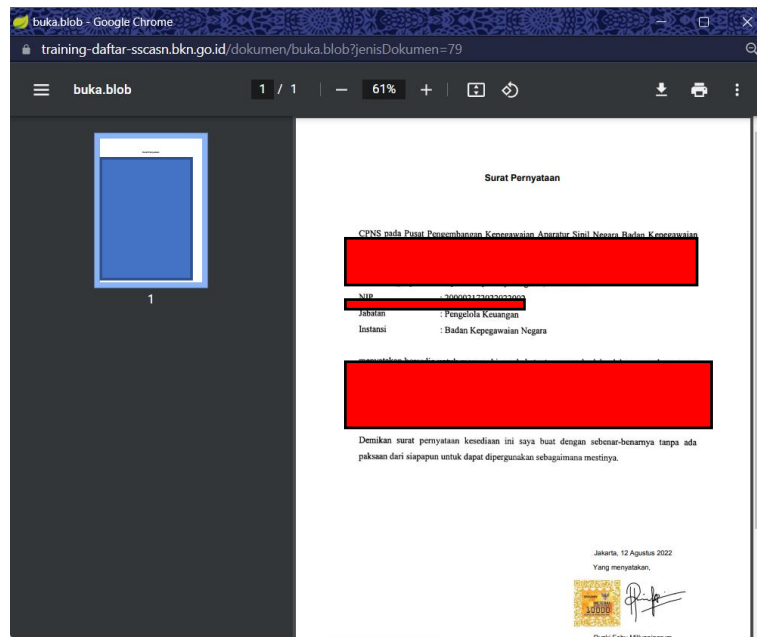 buka.blob - Google Chrome
training-daftar-sscasn.bkn.go.id/dokumen/buka.blob?jenisDokumen=79
buka.blob
1 / 1
61%
1
Surat Pernyataan
CPNS pada Pusat Pengembangan Kepegawaian Aparatur Sipil Negara Badan Kepegawaian
NIP :
Jabatan : Pengelola Keuangan
Instansi : Badan Kepegawaian Negara
Demikan surat pernyataan kesediaan ini saya buat dengan sebenar-benarnya tanpa ada
paksaan dari siapapun untuk dapat dipergunakan sebagaimana mestinya.
Jakarta, 12 Agustus 2022
Yang menyatakan,
10000